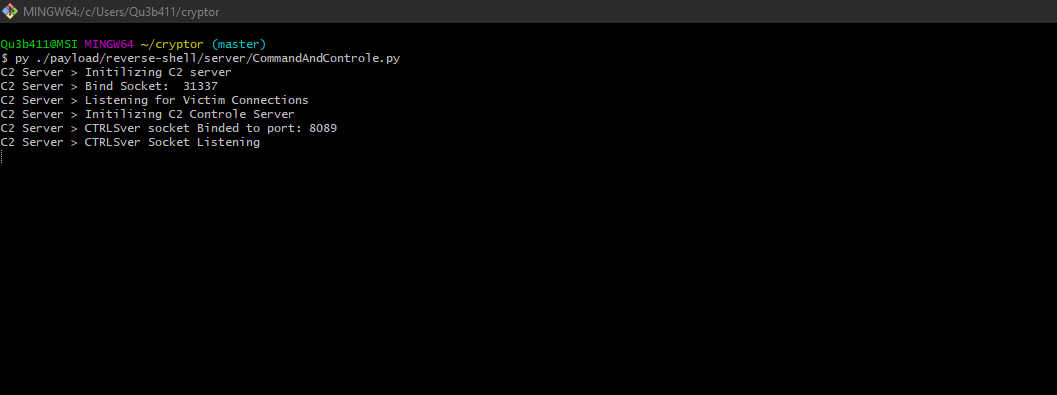 MINGW64:/c/Users/Qu3b411/cryptor
Qu3b411@MSI MINGW64 ~/cryptor (master)
$ py ./payload/reverse-shell/server/CommandAndControle.py
C2 Server > Initilizing C2 server
C2 Server > Bind Socket:  31337
C2 Server > Listening for Victim Connections
C2 Server > Initilizing C2 Controle Server
C2 Server > CTRLSver socket Binded to port: 8089
C2 Server > CTRLSver Socket Listening